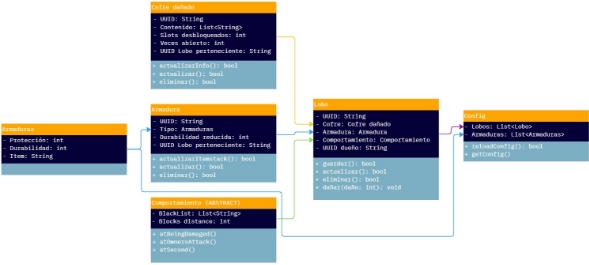 Cofre dañado
- UUID: String
- Contenido: List<String>
- Slots desbloqueados: int
- Veces abierto: int
- UUID Lobo perteneciente: String
+ actualizarInfo(): bool
+ actualizar(): bool
+ eliminar(): bool
Armaduras
- Protección: int
- Durabilidad: int
- Item: String
Armadura
- UUID: String
- Tipo: Armaduras
- Durabilidad reducida: int
- UUID Lobo perteneciente: String
+ actualizarItemstack(): bool
+ actualizar(): bool
+ eliminar(): bool
Comportamiento (ABSTRACT)
- BlackList: List<String>
- Blocks distance: int
+ atBeingDamaged()
+ atOwnersAttack()
+ atSecond()
Lobo
- UUID: String
- Cofre: Cofre dañado
- Armadura: Armadura
- Comportamiento: Comportamiento
- UUID dueño: String
+ guardar(): bool
+ actualizar(): bool
+ eliminar(): bool
+ dañar(daño: int): void
Config
- Lobos: List<Lobo>
- Armaduras: List<Armaduras>
+ reloadConfig(): bool
+ getConfig()